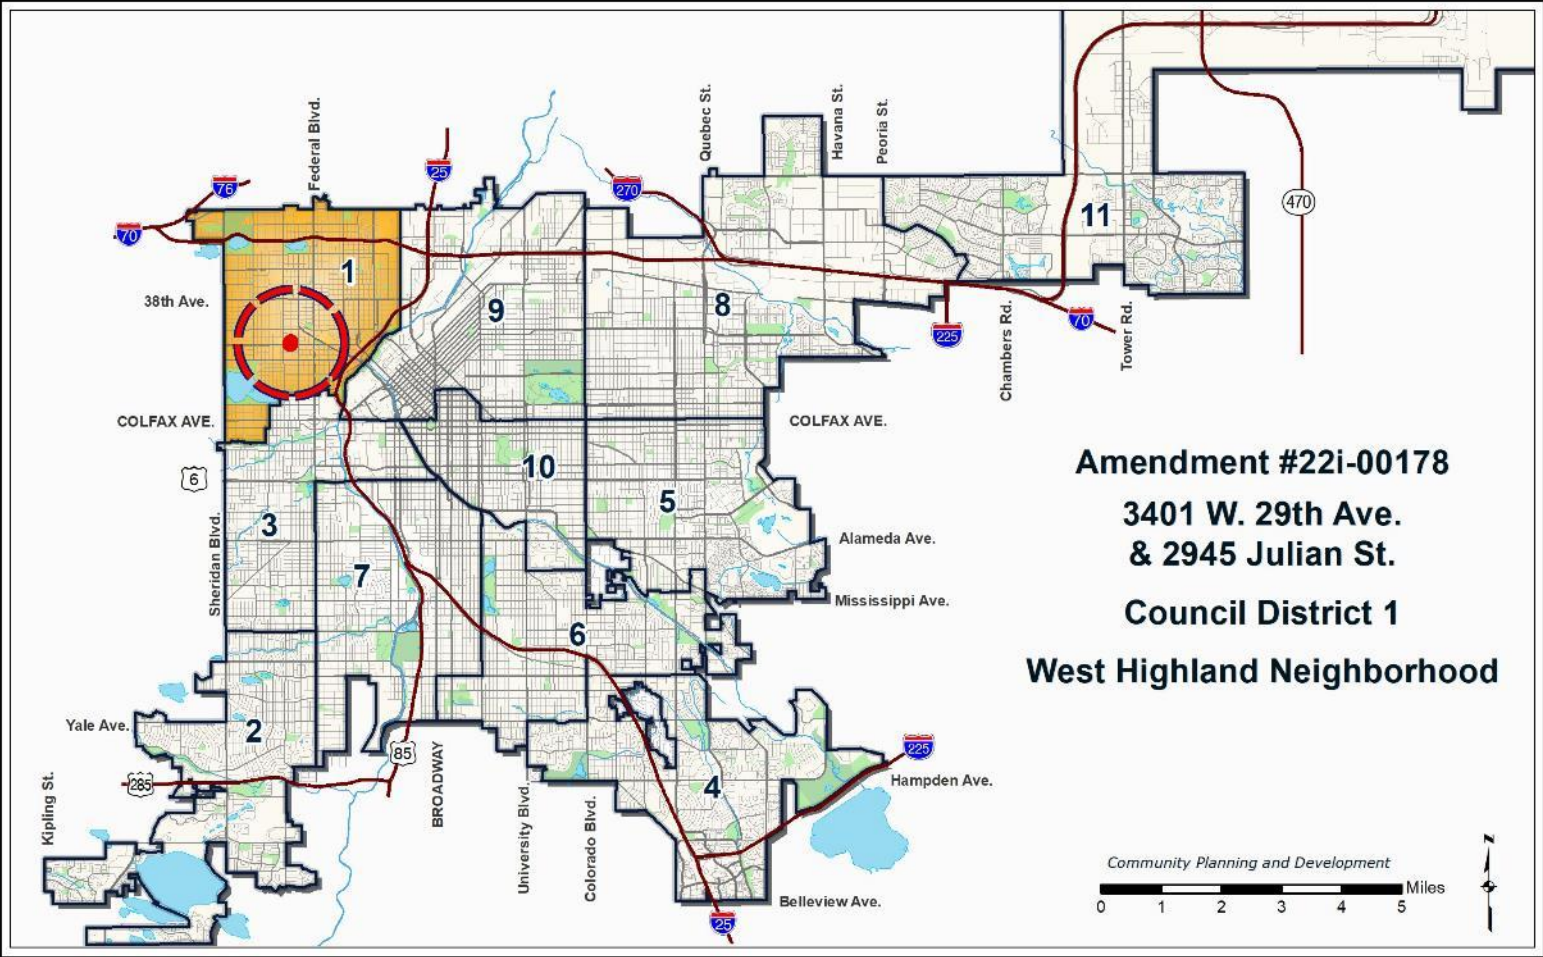 Federal Blvd.
Quebec St.
Havana St.
Peoria St.
76
25
270
70
470
11
1
38th Ave.
9
8
225
Chambers Rd.
70
Tower Rd.
COLFAX AVE.
COLFAX AVE.
6
10
5
3
Sheridan Blvd.
7
Alameda Ave.
Mississippi Ave.
6
Amendment #22i-00178
3401 W. 29th Ave.
& 2945 Julian St.
Council District 1
West Highland Neighborhood
Yale Ave.
2
85
225
285
BROADWAY
Hampden Ave.
Kipling St.
University Blvd.
Colorado Blvd.
4
Belleview Ave.
25
Community Planning and Development
Miles
0 1 2 3 4 5
N